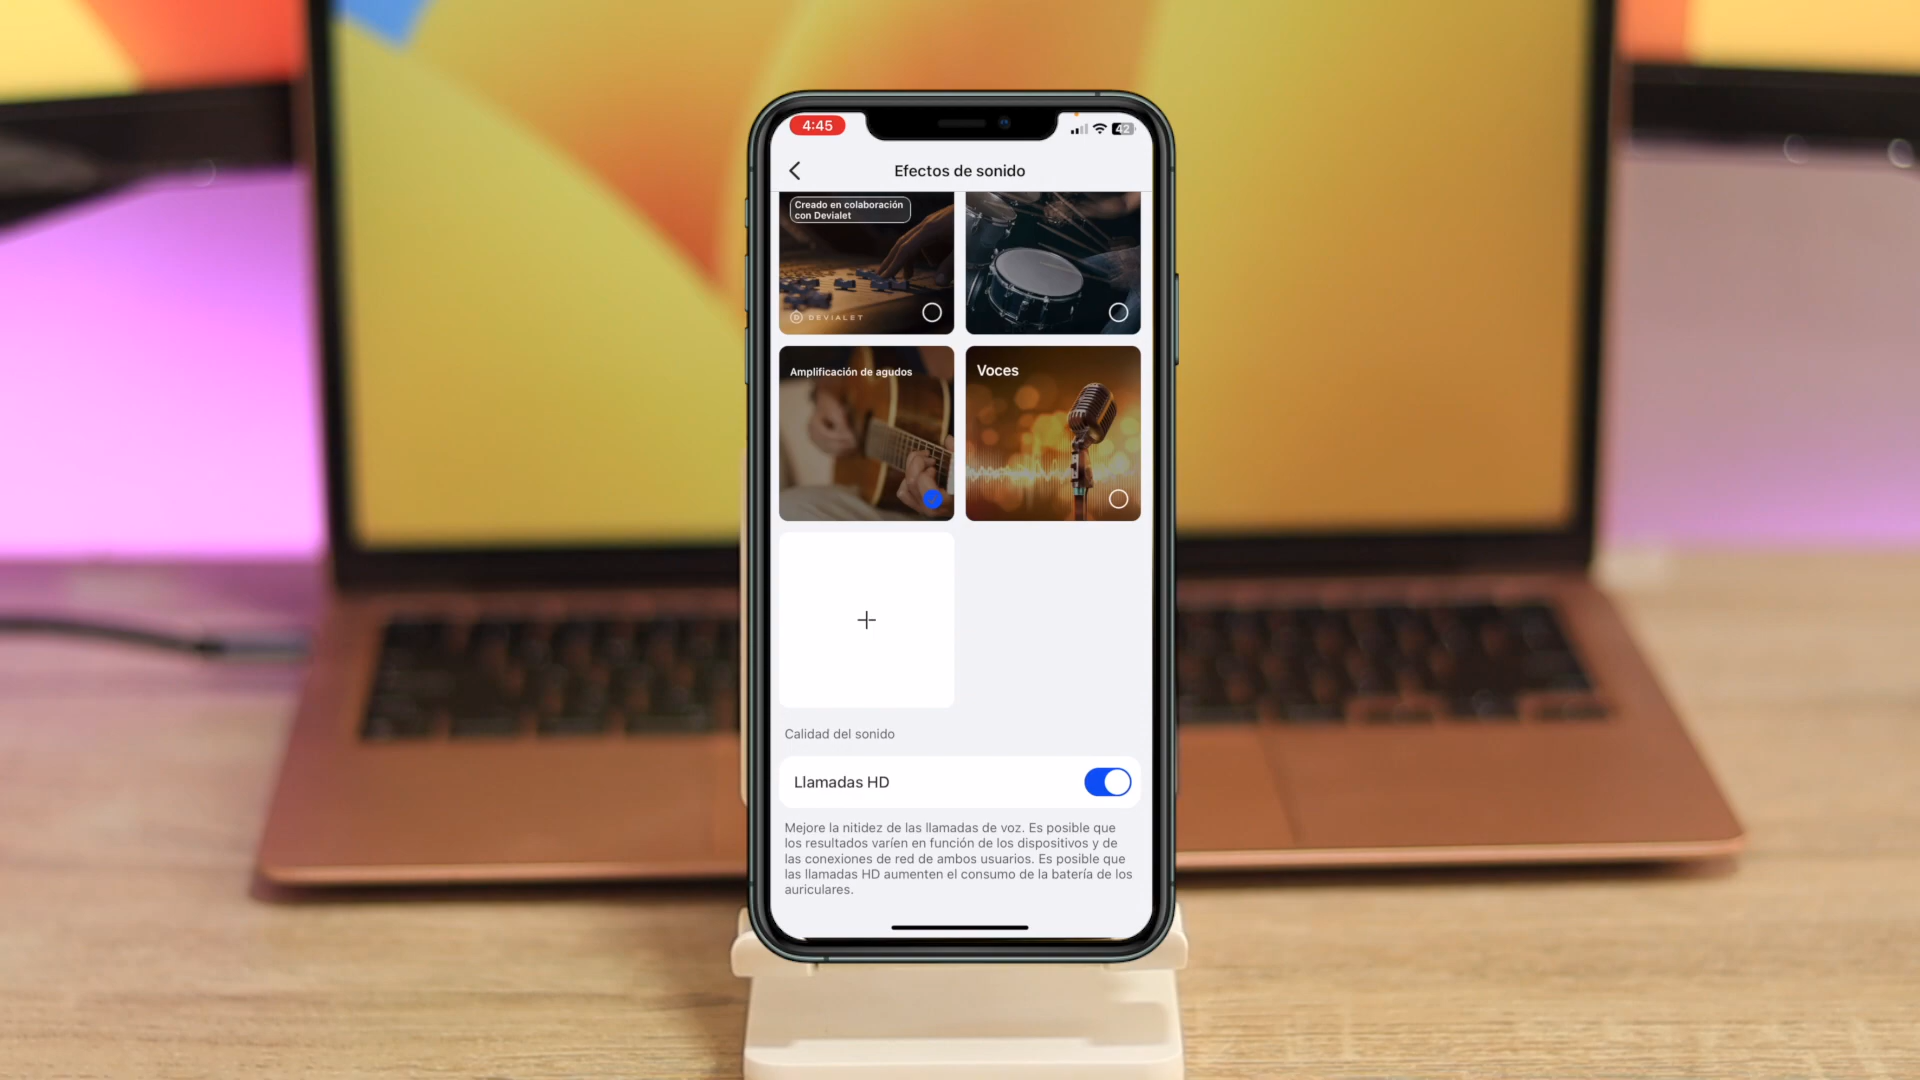 4:45
42
Efectos de sonido
Creado en colaboración
con Devialet
DEVIALET
Amplificación de agudos
Voces
Calidad del sonido
Llamadas HD
Mejore la nitidez de las llamadas de voz. Es posible que
los resultados varíen en función de los dispositivos y de
las conexiones de red de ambos usuarios. Es posible que
las llamadas HD aumenten el consumo de la batería de los
auriculares.